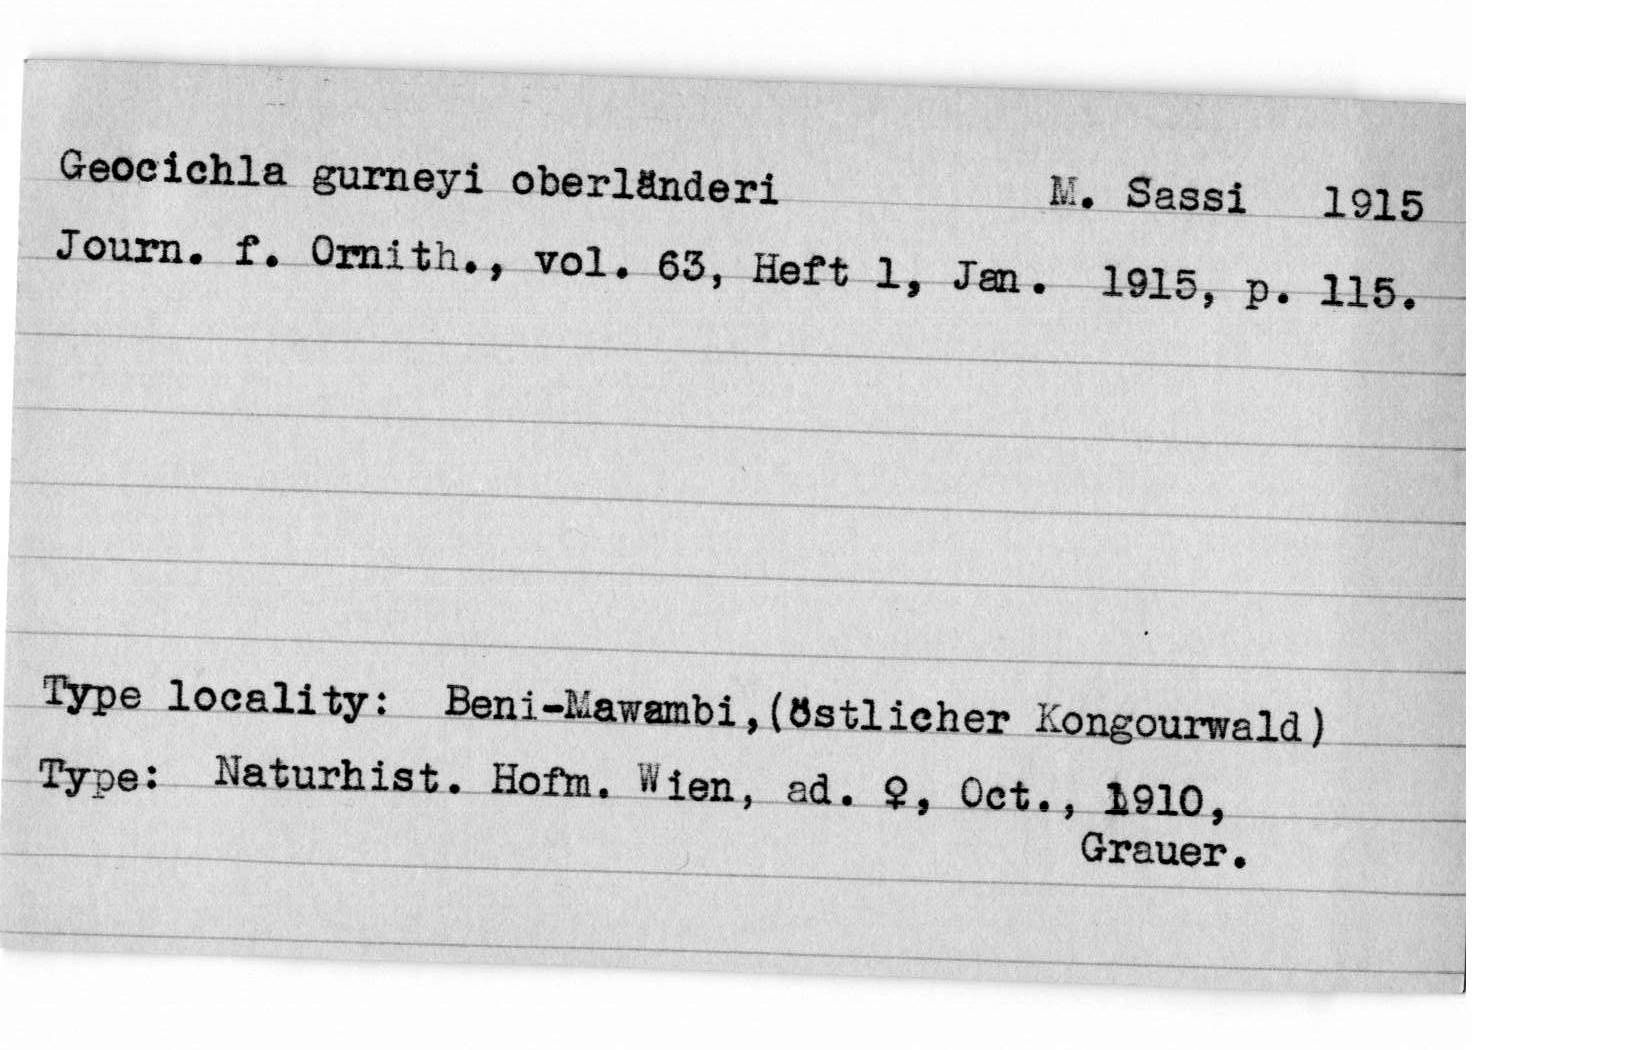 Geocichla gurneyi oberländeri M. Sassi 1915
Journ. f. Ornith., vol. 63, Heft 1, Jan. 1915, p. 115.
Type locality: Beni-Mawambi,(östlicher Kongourwald)
Type: Naturhist. Hofm. Wien, ad. ♀, Oct., 1910,
Grauer.